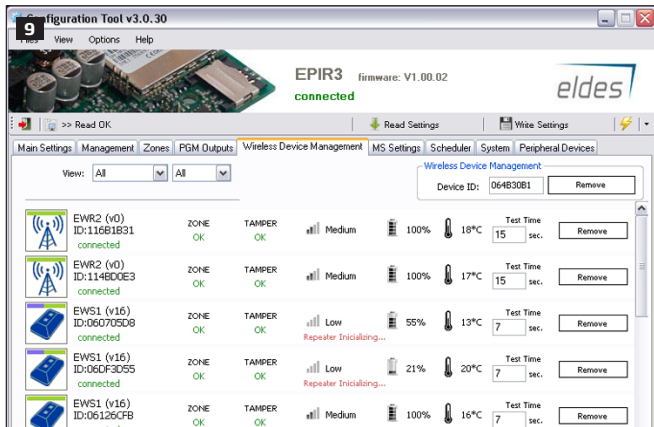 9
Configuration Tool v3.0.30
Files View Options Help
EPIR3 firmware: V1.00.02
connected
eldes
>> Read OK Read Settings Write Settings
Main Settings Management Zones PGM Outputs Wireless Device Management MS Settings Scheduler System Peripheral Devices
View: All All
Wireless Device Management
Device ID: 064B30B1 Remove
EWR2 (v0)
ID:116B1B31
connected
ZONE
OK
TAMPER
OK
Medium 100% 18°C
Test Time
15 sec. Remove
EWR2 (v0)
ID:114BD0E3
connected
ZONE
OK
TAMPER
OK
Medium 100% 17°C
Test Time
15 sec. Remove
EWS1 (v16)
ID:060705D8
connected
ZONE
OK
TAMPER
OK
Low 55% 13°C
Repeater Inicializing...
Test Time
7 sec. Remove
EWS1 (v16)
ID:06DF3D55
connected
ZONE
OK
TAMPER
OK
Low 21% 20°C
Repeater Inicializing...
Test Time
7 sec. Remove
EWS1 (v16)
ID:06126CFB
ZONE
OK
TAMPER
OK
Medium 100% 16°C
Test Time
7 sec. Remove